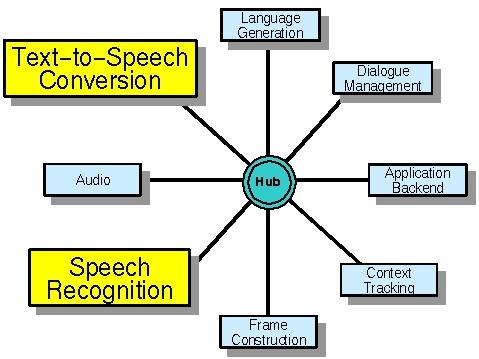 Language
Generation
Text-to-Speech
Conversion
Dialogue
Management
Audio
Hub
Application
Backend
Speech
Recognition
Context
Tracking
Frame
Construction